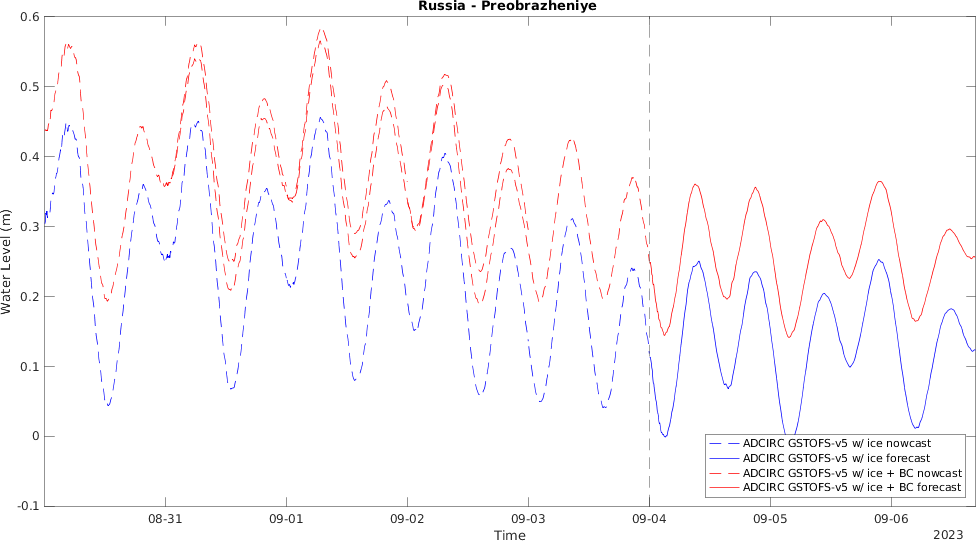 Russia - Preobrazheniye
0.6
0.5
0.4
0.3
0.2
0.1
0
-0.1
Water Level (m)
ADCIRC GSTOFS-v5 w/ ice nowcast
ADCIRC GSTOFS-v5 w/ ice forecast
ADCIRC GSTOFS-v5 w/ ice + BC nowcast
ADCIRC GSTOFS-v5 w/ ice + BC forecast
08-31 09-01 09-02 09-03 09-04 09-05 09-06
Time
2023